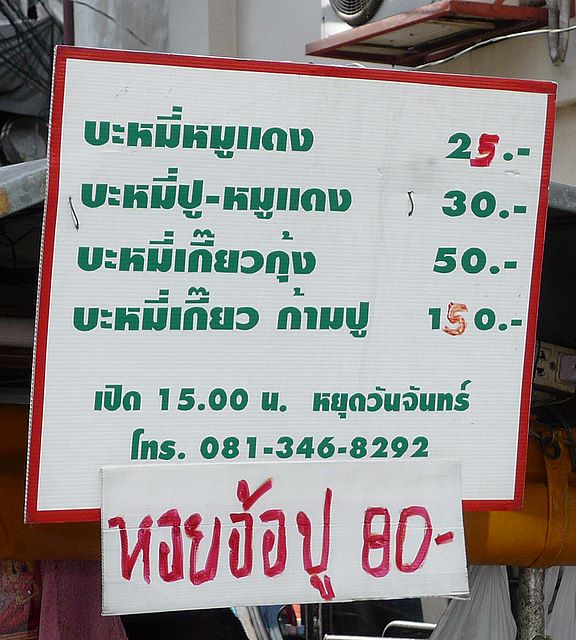 บะหมี่หมูแดง 25.-
บะหมี่ปู-หมูแดง 30.-
บะหมี่เกี๊ยวกุ้ง 50.-
บะหมี่เกี๊ยว ก้ามปู 150.-
เปิด 15.00 น. หยุดวันจันทร์
โทร. 081-346-8292
หอยจ้อปู 80-